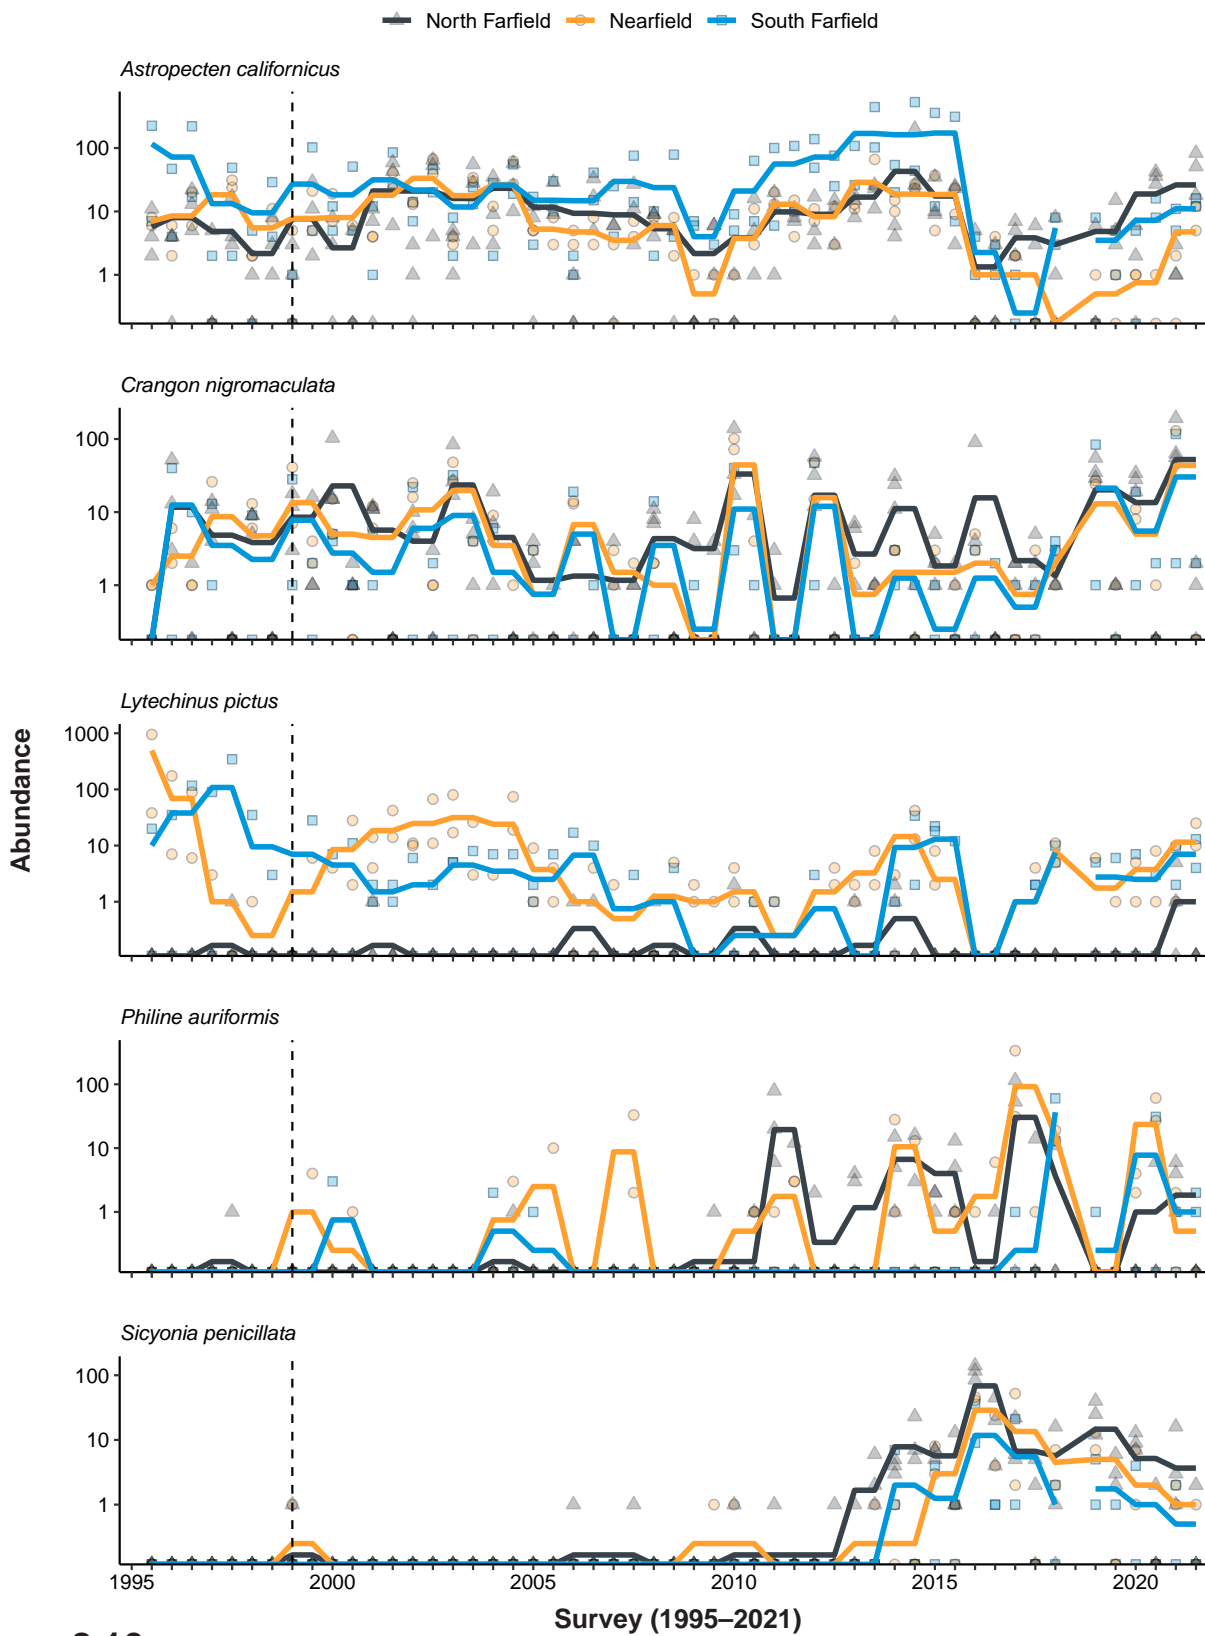 North Farfield Nearfield South Farfield
Astropecten californicus
100
10
1
Crangon nigromaculata
100
10
1
Lytechinus pictus
1000
100
10
1
Abundance
Philine auriformis
100
10
1
Sicyonia penicillata
100
10
1
1995 2000 2005 2010 2015 2020
Survey (1995–2021)